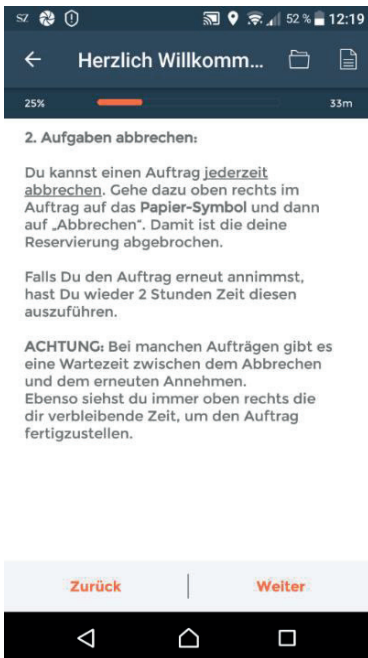 SZ 52 % 12:19
Herzlich Willkomm...
25% 33m
2. Aufgaben abbrechen:
Du kannst einen Auftrag jederzeit
abbrechen. Gehe dazu oben rechts im
Auftrag auf das Papier-Symbol und dann
auf „Abbrechen“. Damit ist die deine
Reservierung abgebrochen.
Falls Du den Auftrag erneut annimmst,
hast Du wieder 2 Stunden Zeit diesen
auszuführen.
ACHTUNG: Bei manchen Aufträgen gibt es
eine Wartezeit zwischen dem Abbrechen
und dem erneuten Annehmen.
Ebenso siehst du immer oben rechts die
dir verbleibende Zeit, um den Auftrag
fertigzustellen.
Zurück Weiter